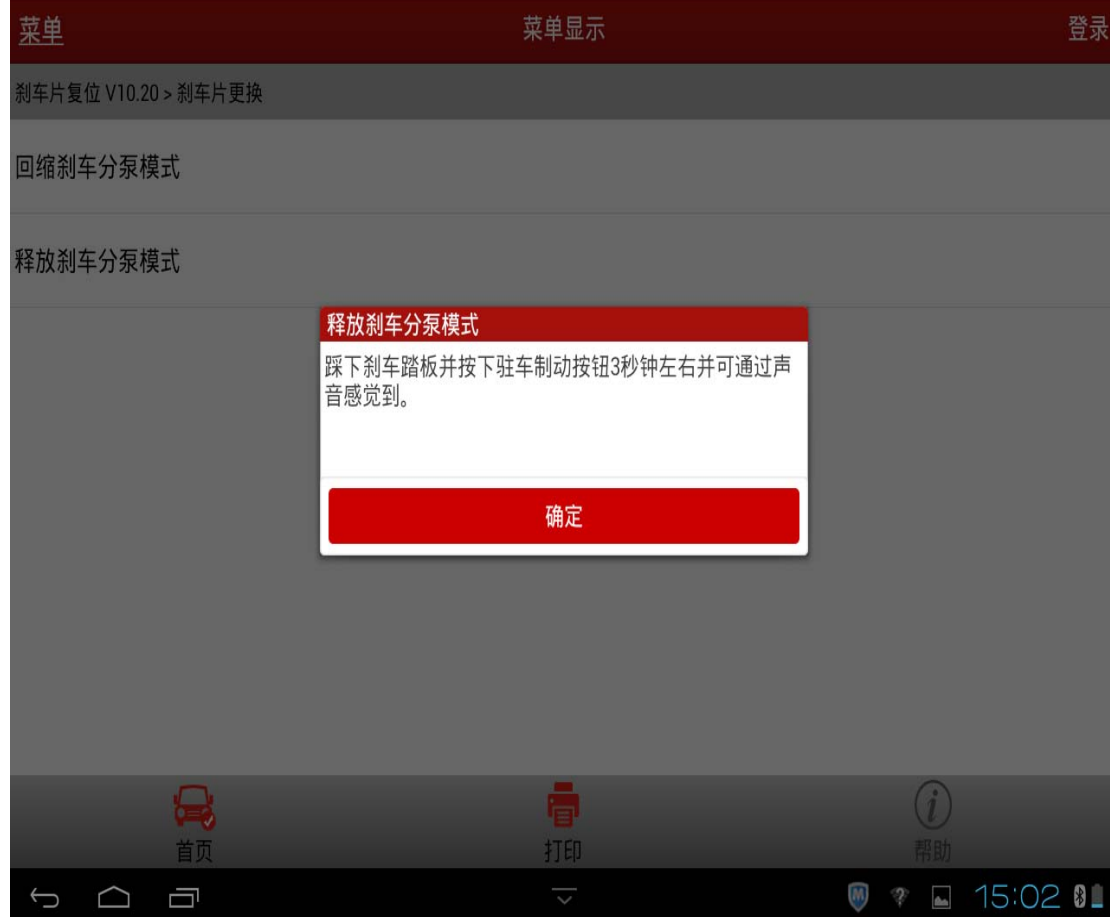 菜单
菜单显示
登录
刹车片复位 V10.20 > 刹车片更换
回缩刹车分泵模式
释放刹车分泵模式
释放刹车分泵模式
踩下刹车踏板并按下驻车制动按钮3秒钟左右并可通过声
音感觉到。
确定
首页
打印
帮助
15:02